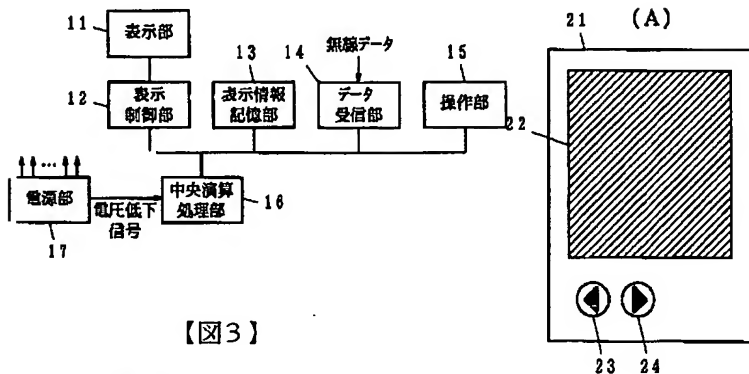 11
表示部
12
表示
制御部
13
表示情報
記憶部
14
無線データ
データ
受信部
15
操作部
電源部
17
電圧低下
信号
中央演算
処理部
16
【図3】
(A)
21
22
23
24